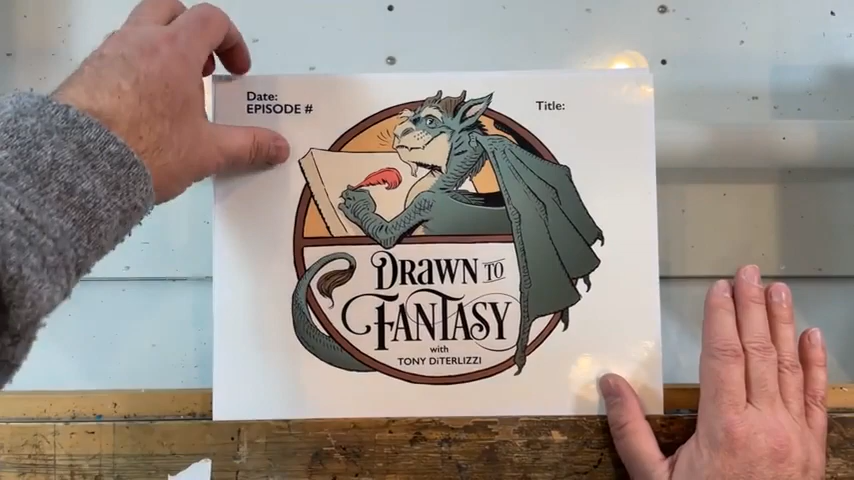 Date:
EPISODE #
Title:
DRAWN TO
FANTASY
with
TONY DiTERLIZZI